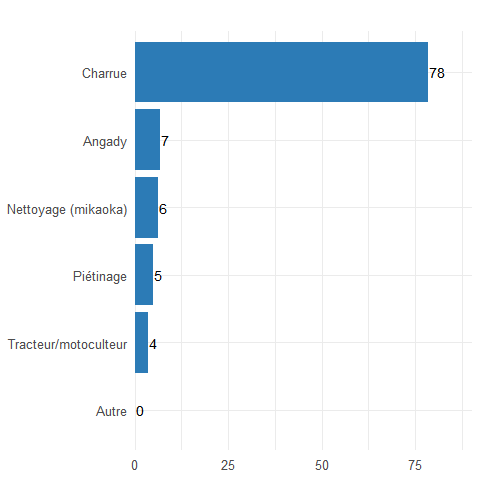 Charrue 78
Angady 7
Nettoyage (mikaoka) 6
Piétinage 5
Tracteur/motoculteur 4
Autre 0
0 25 50 75